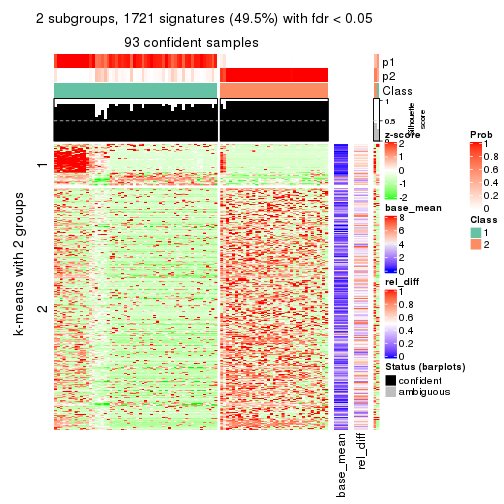 2 subgroups, 1721 signatures (49.5%) with fdr < 0.05
93 confident samples
p1
p2
Class
1
0.5
0
Silhouette
score
k-means with 2 groups
1
2
z-score
2
1
0
-1
-2
base_mean
8
6
4
2
0
rel_diff
1
0.8
0.6
0.4
0.2
0
Status (barplots)
confident
ambiguous
Prob
1
0.8
0.6
0.4
0.2
0
Class
1
2
base_mean
rel_diff